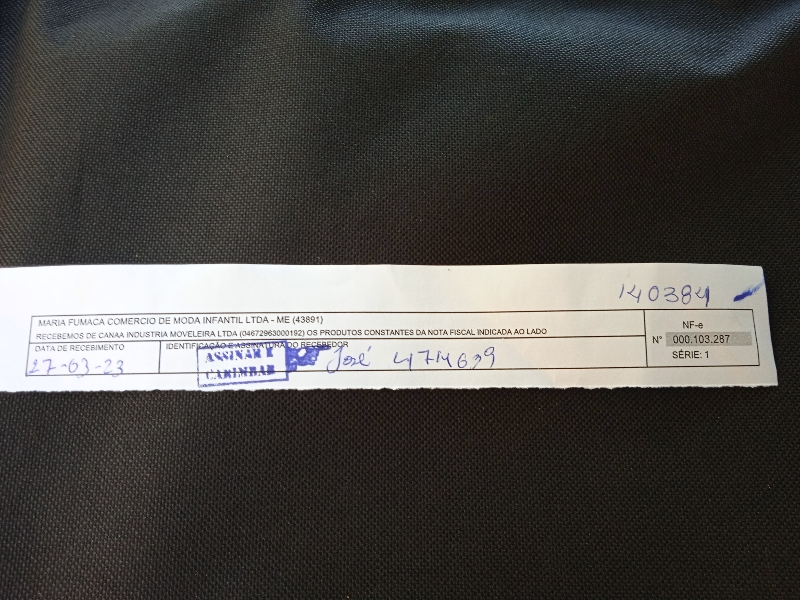 140384
MARIA FUMACA COMERCIO DE MODA INFANTIL LTDA - ME (43891)
RECEBEMOS DE CANAA INDUSTRIA MOVELEIRA LTDA (04672963000192) OS PRODUTOS CONSTANTES DA NOTA FISCAL INDICADA AO LADO
NF-e
Nº 000.103.287
SÉRIE: 1
DATA DE RECEBIMENTO
IDENTIFICAÇÃO E ASSINATURA DO RECEBEDOR
27-03-23
ASSINAR E
CARIMBAR
José